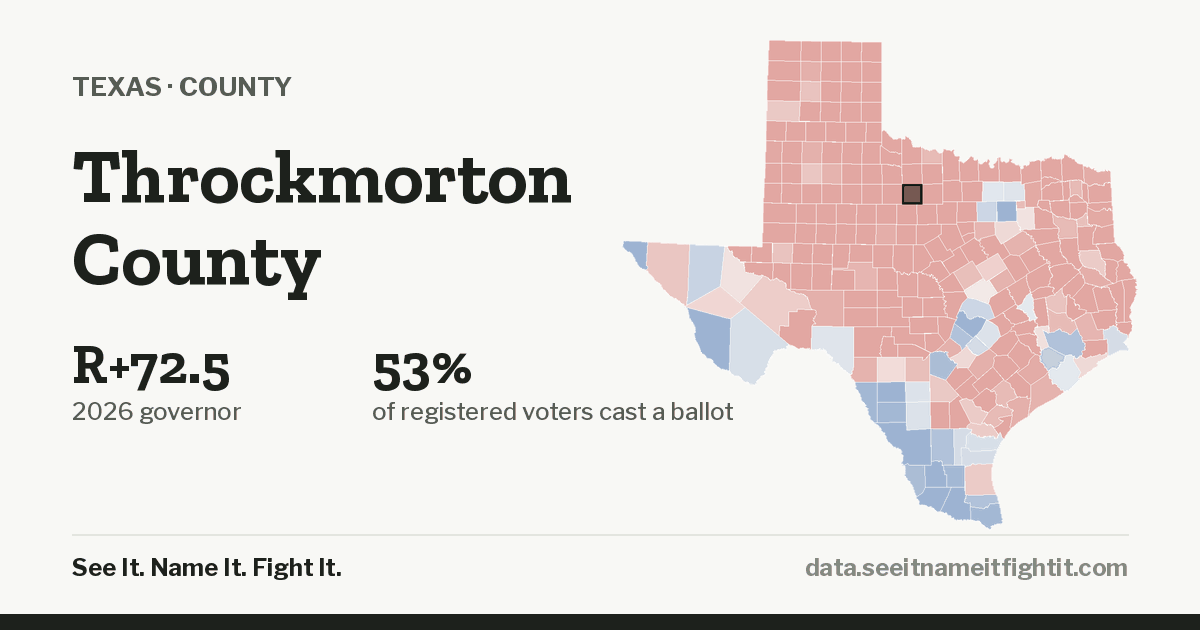 TEXAS · COUNTY
Throckmorton
County
R+72.5
2026 governor
53%
of registered voters cast a ballot
See It. Name It. Fight It.
data.seeitnameitfightit.com